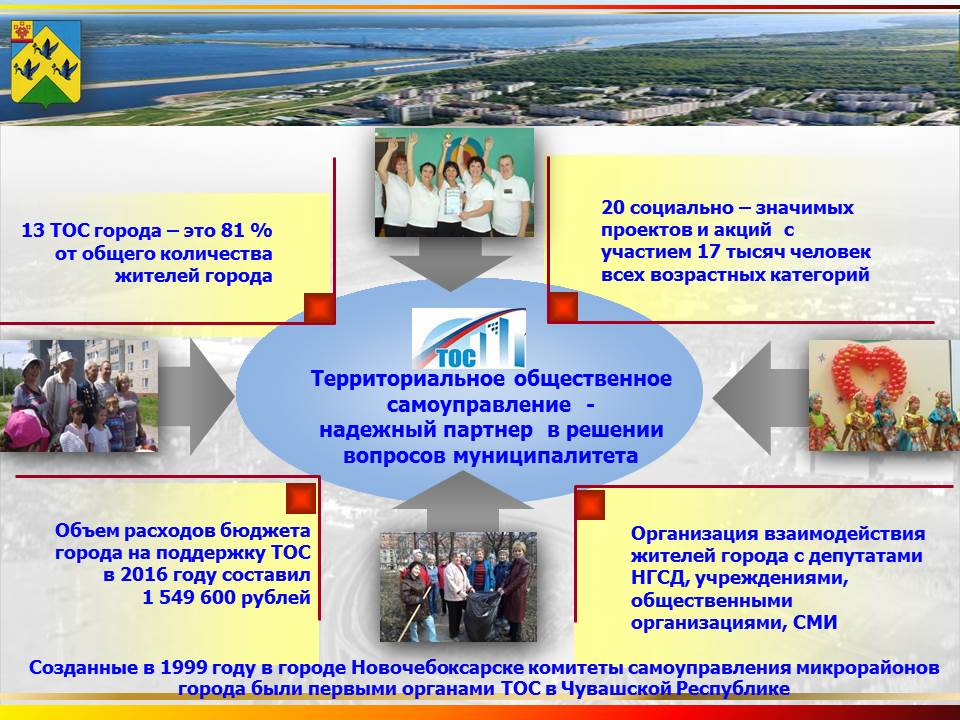 13 ТОС города – это 81 %
от общего количества
жителей города
20 социально – значимых
проектов и акций с
участием 17 тысяч человек
всех возрастных категорий
ТОС
Территориальное общественное
самоуправление -
надежный партнер в решении
вопросов муниципалитета
Объем расходов бюджета
города на поддержку ТОС
в 2016 году составил
1 549 600 рублей
Организация взаимодействия
жителей города с депутатами
НГСД, учреждениями,
общественными
организациями, СМИ
Созданные в 1999 году в городе Новочебоксарске комитеты самоуправления микрорайонов
города были первыми органами ТОС в Чувашской Республике